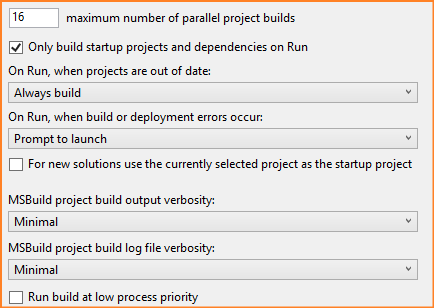 16 maximum number of parallel project builds
Only build startup projects and dependencies on Run
On Run, when projects are out of date:
Always build
On Run, when build or deployment errors occur:
Prompt to launch
For new solutions use the currently selected project as the startup project
MSBuild project build output verbosity:
Minimal
MSBuild project build log file verbosity:
Minimal
Run build at low process priority